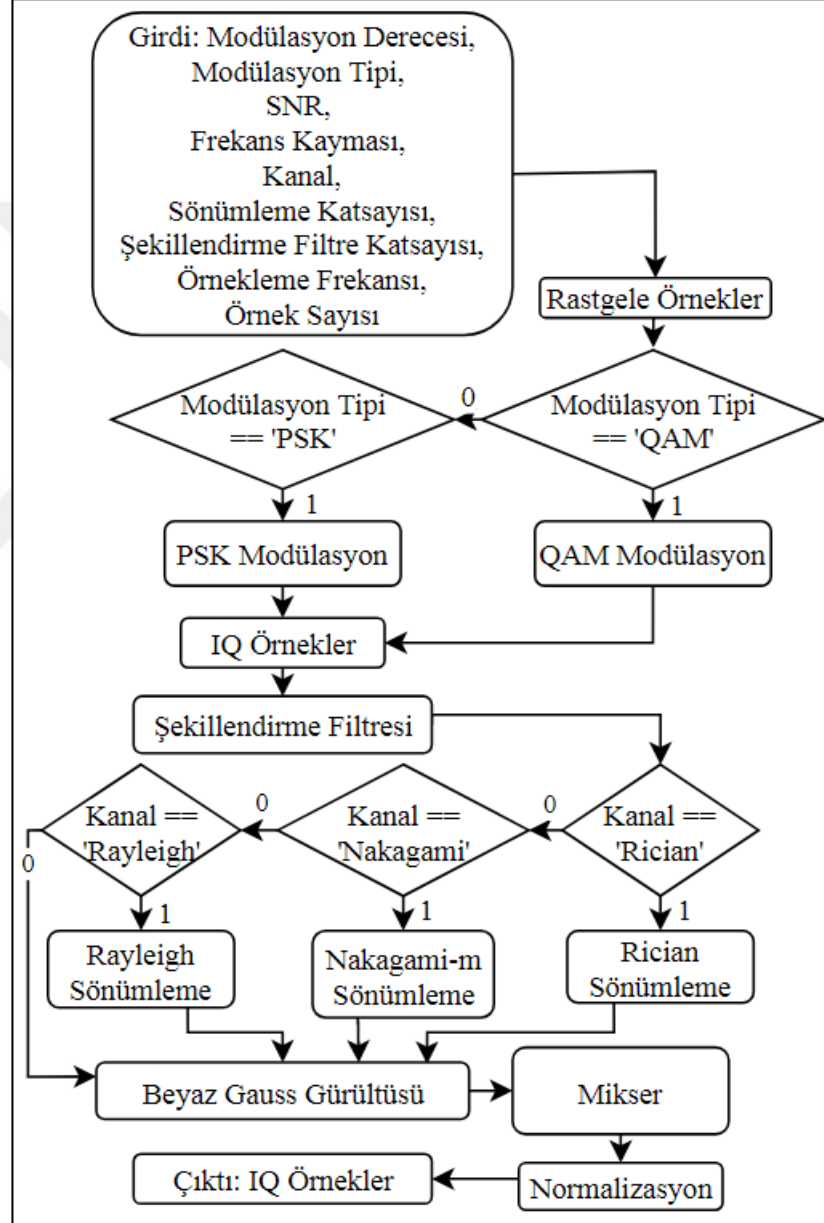 Girdi: Modülasyon Derecesi,
Modülasyon Tipi,
SNR,
Frekans Kayması,
Kanal,
Sönümleme Katsayısı,
Şekillendirme Filtre Katsayısı,
Örnekleme Frekansı,
Örnek Sayısı
Rastgele Örnekler
Modülasyon Tipi
== 'PSK'
0
Modülasyon Tipi
== 'QAM'
1
1
PSK Modülasyon
QAM Modülasyon
IQ Örnekler
Şekillendirme Filtresi
Kanal ==
'Rayleigh'
0
Kanal ==
'Nakagami'
0
Kanal ==
'Rician'
0
1
1
1
Rayleigh
Sönümleme
Nakagami-m
Sönümleme
Rician
Sönümleme
Beyaz Gauss Gürültüsü
Mikser
Çıktı: IQ Örnekler
Normalizasyon